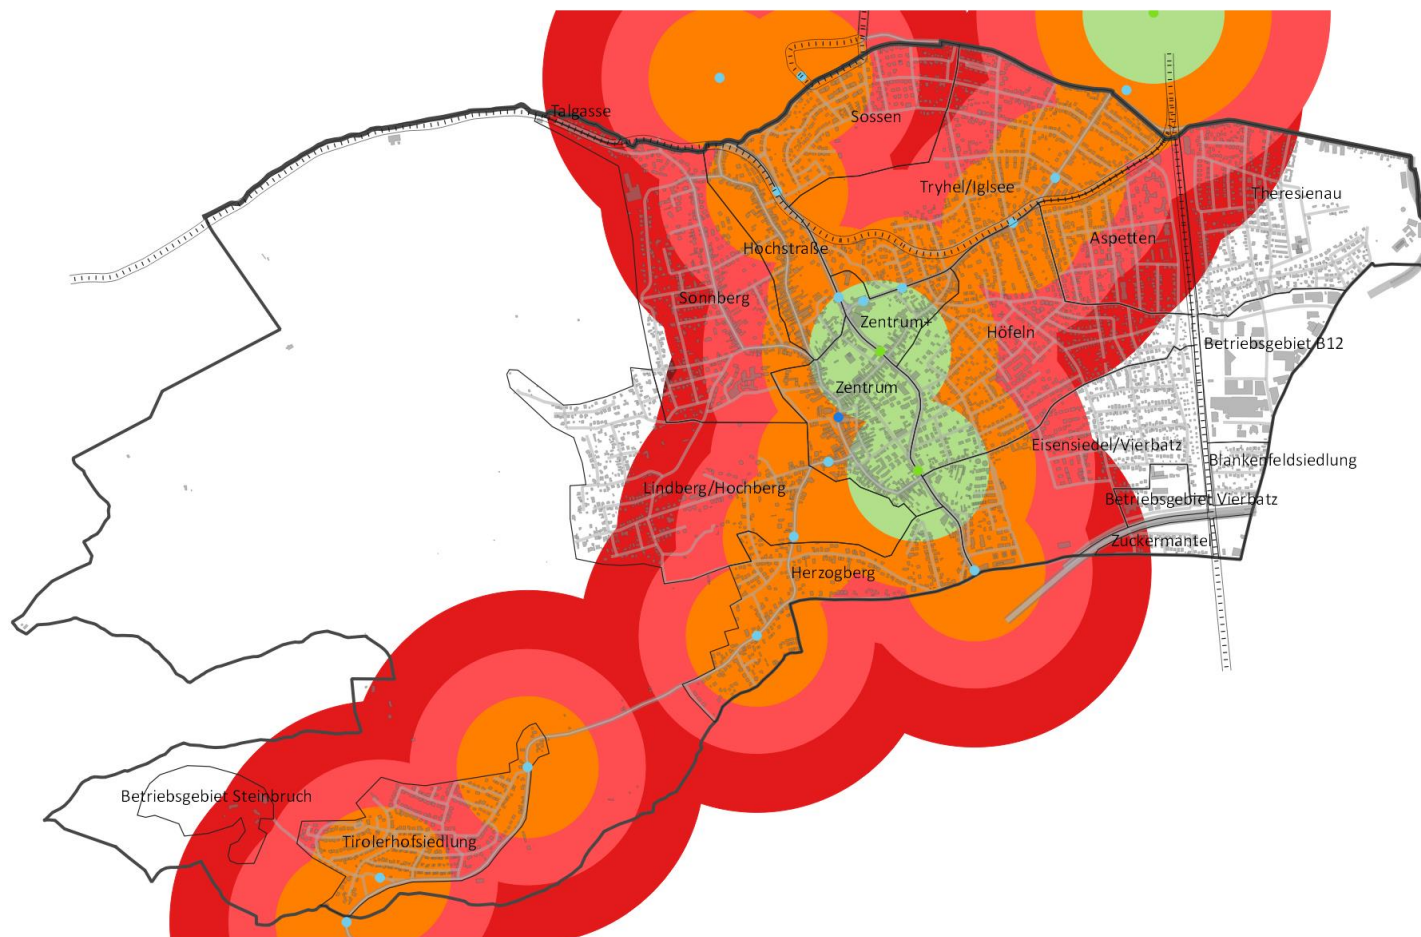 Talgasse
Sossen
Tryhel/Iglsee
Theresienau
Aspetten
Hochstraße
Sonnberg
Zentrum+
Höfeln
Betriebsgebiet B12
Zentrum
Eisensiedel/Vierbatz
Blankenfeldsiedlung
Lindberg/Hochberg
Betriebsgebiet Vierbatz
Zuckermantel
Herzogberg
Betriebsgebiet Steinbruch
Tirolerhofsiedlung